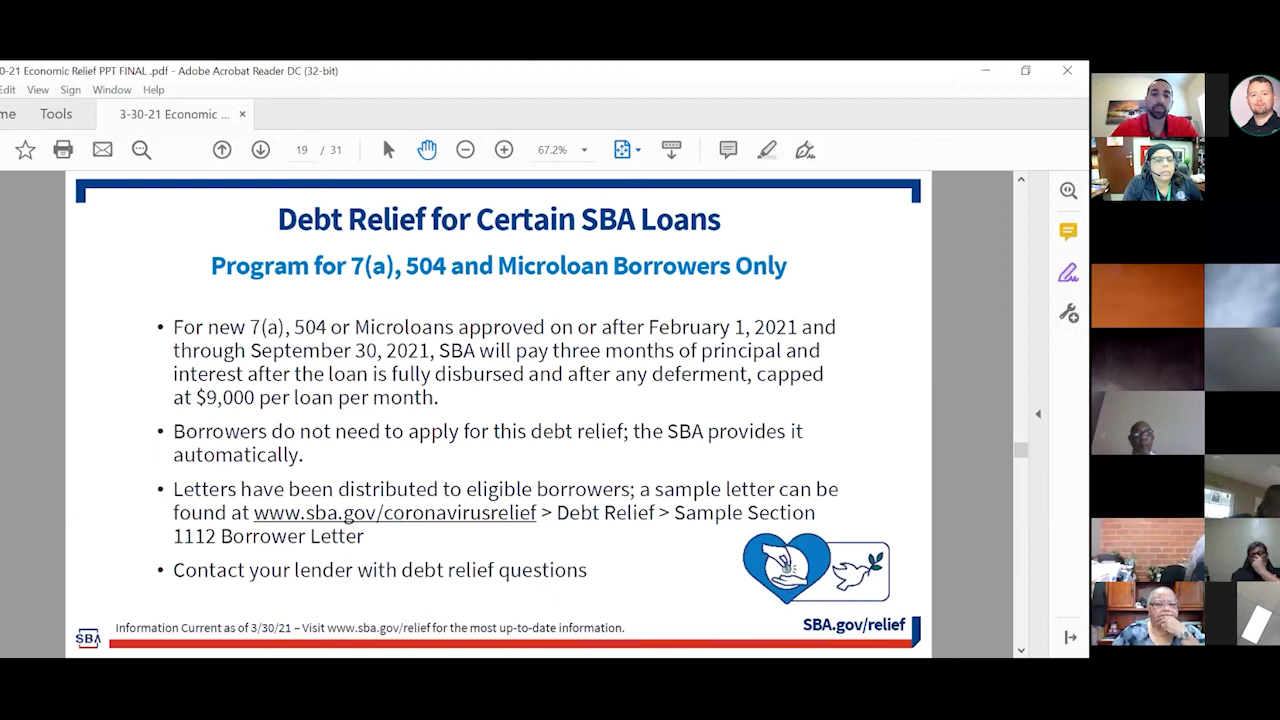 0-21 Economic Relief PPT FINAL .pdf - Adobe Acrobat Reader DC (32-bit)
Edit View Sign Window Help
me Tools 3-30-21 Economic ... ×
19 / 31 67.2%
Debt Relief for Certain SBA Loans
Program for 7(a), 504 and Microloan Borrowers Only
• For new 7(a), 504 or Microloans approved on or after February 1, 2021 and
through September 30, 2021, SBA will pay three months of principal and
interest after the loan is fully disbursed and after any deferment, capped
at $9,000 per loan per month.
• Borrowers do not need to apply for this debt relief; the SBA provides it
automatically.
• Letters have been distributed to eligible borrowers; a sample letter can be
found at www.sba.gov/coronavirusrelief > Debt Relief > Sample Section
1112 Borrower Letter
• Contact your lender with debt relief questions
SBA Information Current as of 3/30/21 – Visit www.sba.gov/relief for the most up-to-date information. SBA.gov/relief